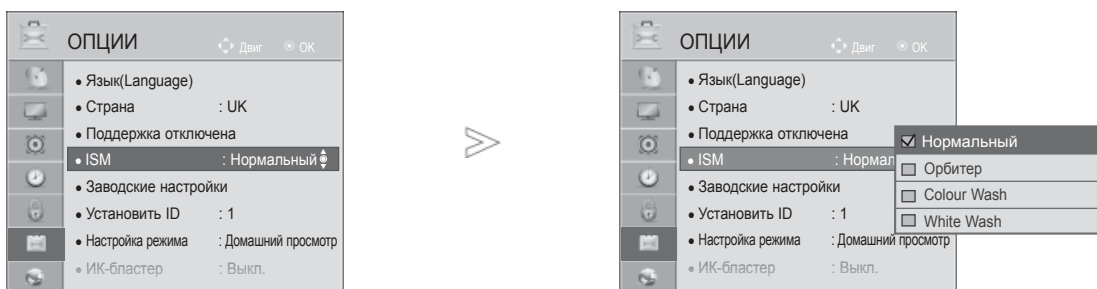 ОПЦИИ
Двиг ОК
• Язык(Language)
• Страна : UK
• Поддержка отключена
• ISM : Нормальный
• Заводские настройки
• Установить ID : 1
• Настройка режима : Домашний просмотр
• ИК-бластер : Выкл.
ОПЦИИ
Двиг ОК
• Язык(Language)
• Страна : UK
• Поддержка отключена
• ISM : Нормал
• Заводские настройки
• Установить ID : 1
• Настройка режима : Домашний просмотр
• ИК-бластер : Выкл.
Нормальный
Орбитер
Colour Wash
White Wash